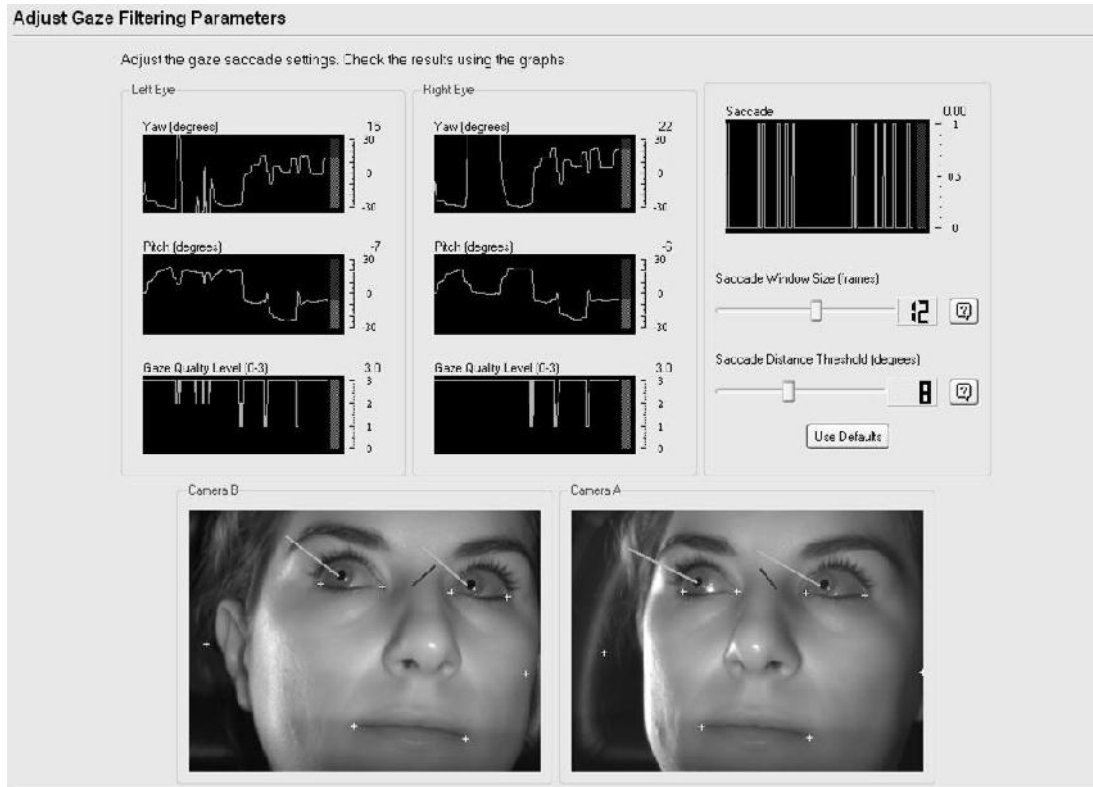 Adjust Gaze Filtering Parameters
Adjust the gaze saccade settings. Check the results using the graphs.
Left Eye
Yaw (degrees) 15
30
0
-30
Pitch (degrees) -7
30
0
-30
Gaze Quality Level (0-3) 3.0
3
2
1
0
Right Eye
Yaw (degrees) 22
30
0
-30
Pitch (degrees) -6
30
0
-30
Gaze Quality Level (0-3) 3.0
3
2
1
0
Saccade 0.00
1
0.5
0
Saccade Window Size (frames)
12
Saccade Distance Threshold (degrees)
8
Use Defaults
Camera B
Camera A